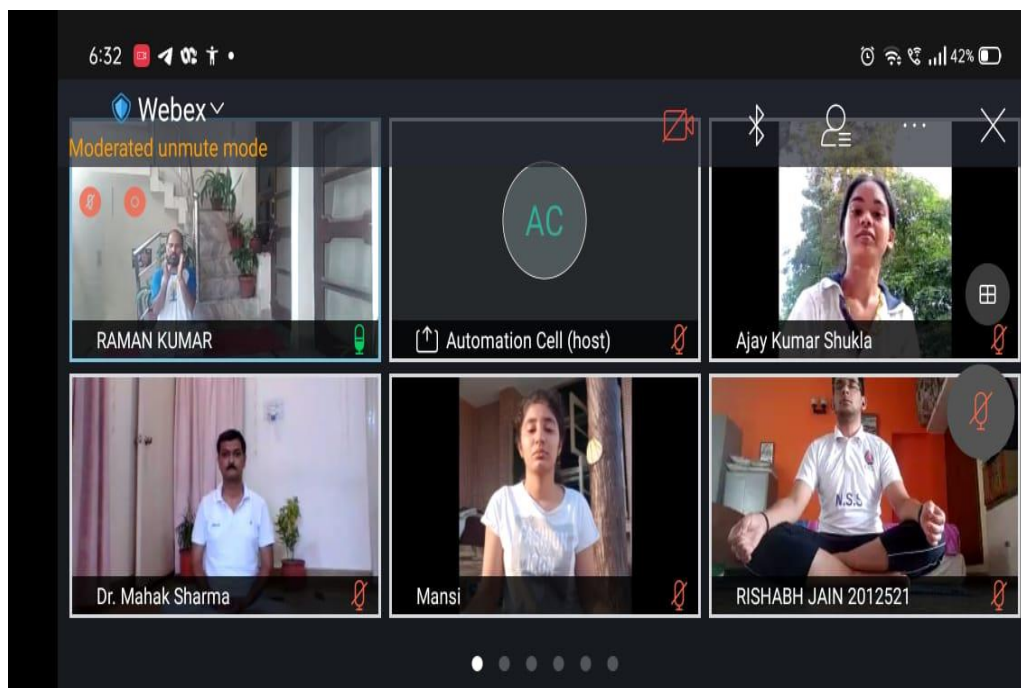 6:32
42%
Webex
Moderated unmute mode
AC
RAMAN KUMAR
Automation Cell (host)
Ajay Kumar Shukla
N.S.S
Dr. Mahak Sharma
Mansi
RISHABH JAIN 2012521